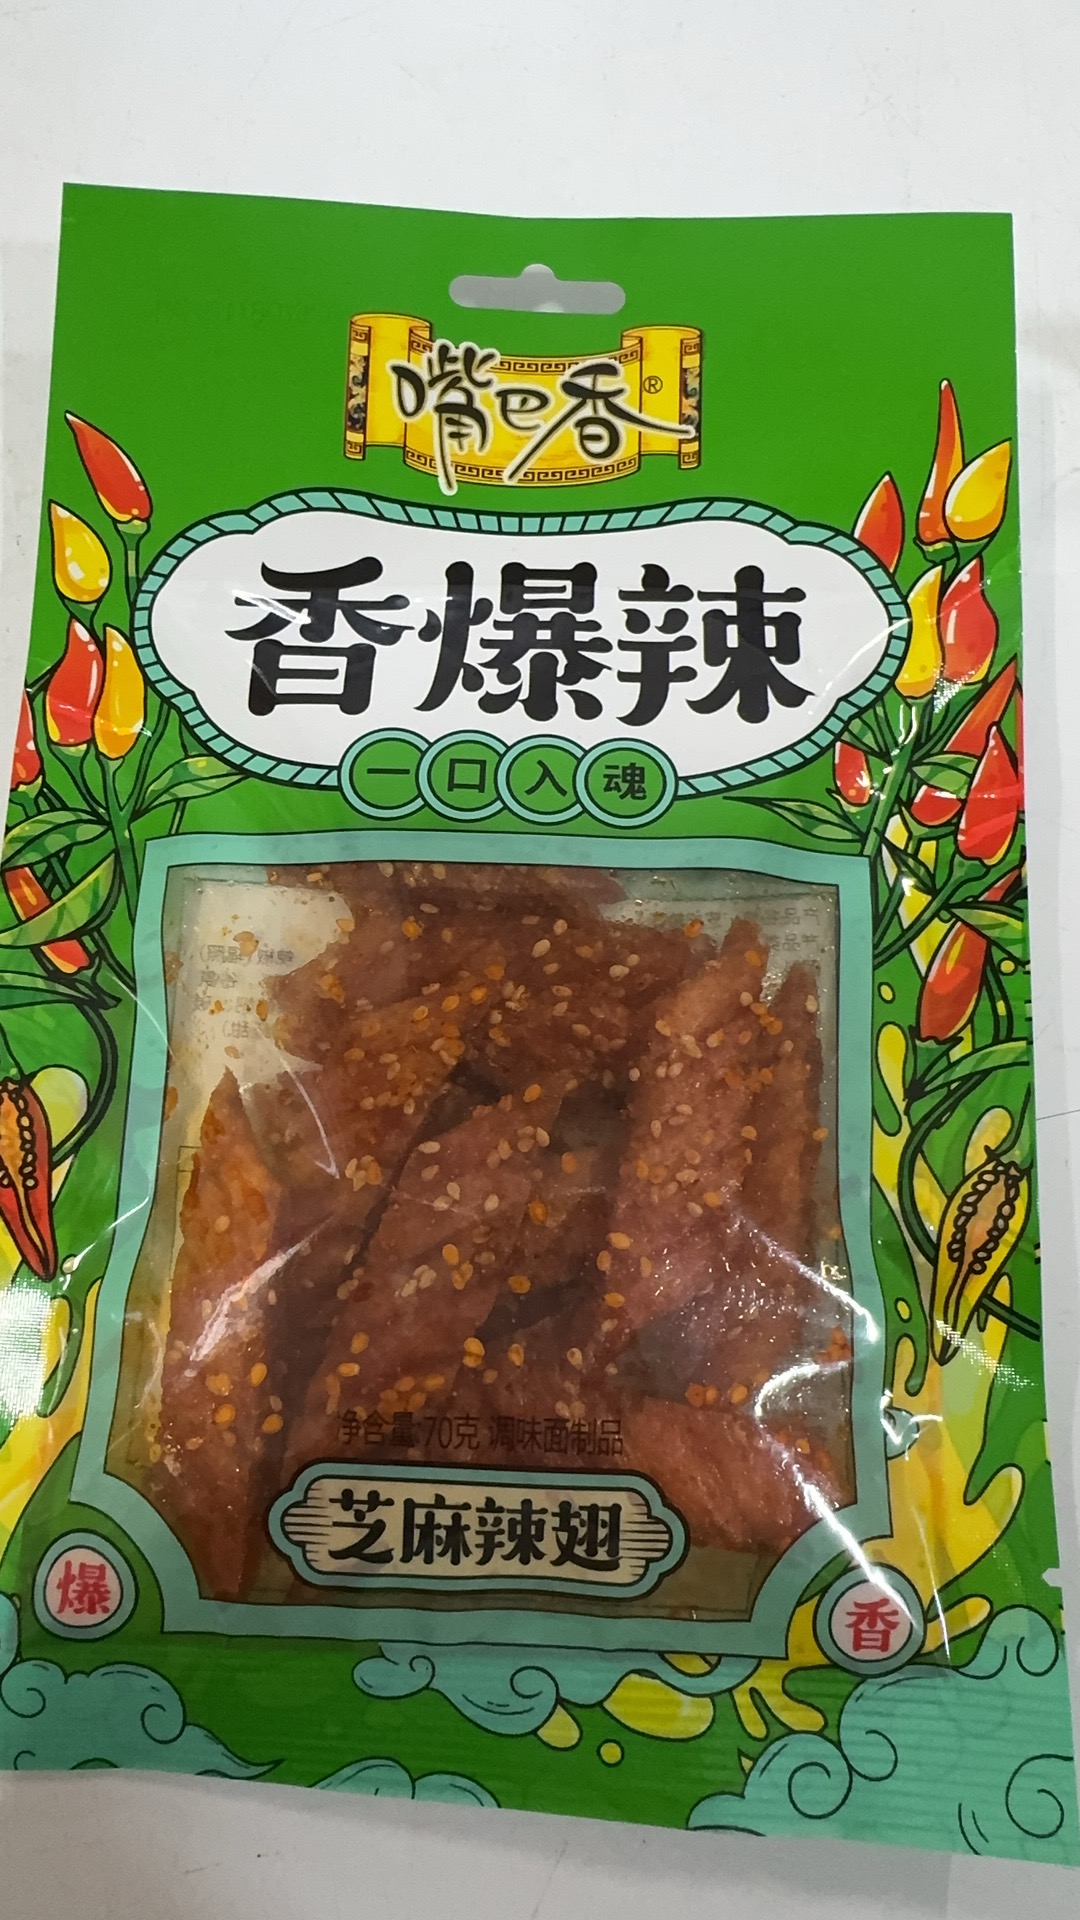 嘴巴香®
香爆辣
一口入魂
净含量:70克 调味面制品
芝麻辣翅
爆
香